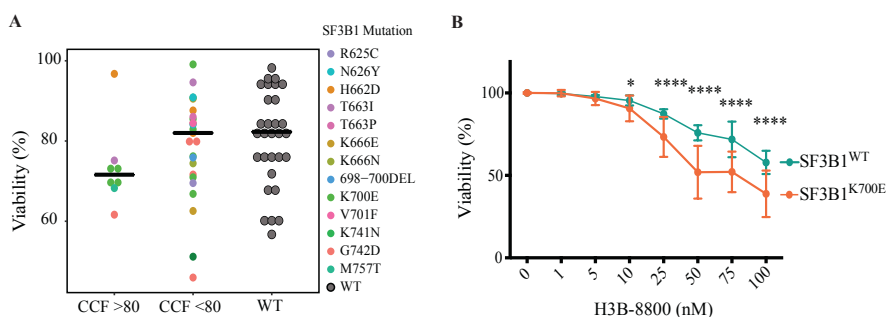 A
SF3B1 Mutation
Viability (%)
100
80
60
CCF >80
CCF <80
WT
R625C
N626Y
H662D
T663I
T663P
K666E
K666N
698−700DEL
K700E
V701F
K741N
G742D
M757T
WT
B
Viability (%)
100
50
0
* **** **** **** ****
SF3B1WT
SF3B1K700E
0 1 5 10 25 50 75 100
H3B-8800 (nM)